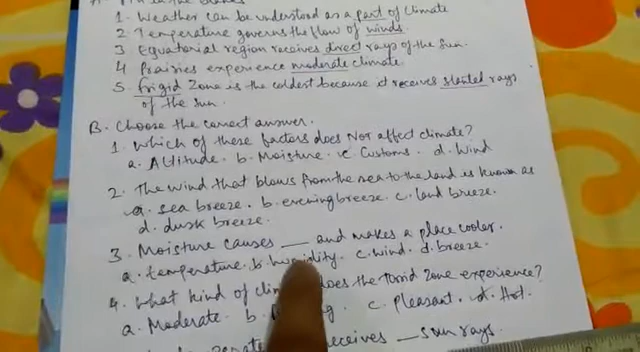 1. Weather can be understood as a part of Climate
2. Temperature governs the flow of winds.
3 Equatorial region receives direct rays of the Sun.
4 Prairies experience moderate climate.
5. frigid Zone is the coldest because it receives slanted rays
of the sun.
B. Choose the correct answer.
1. Which of these factors does NOT affect climate?
a. Altitude. b. Moisture. c. Customs. d. Wind
2. The wind that blows from the sea to the land is known as
a. sea breeze. b. evening breeze. c. land breeze.
d. dusk breeze.
3. Moisture causes __ and makes a place cooler.
a. temperature. b. humidity. c. wind. d. breeze.
4. What kind of does the Torrid Zone experience?
a. Moderate. b. c. Pleasant. d. Hot.
receives __ sun rays.